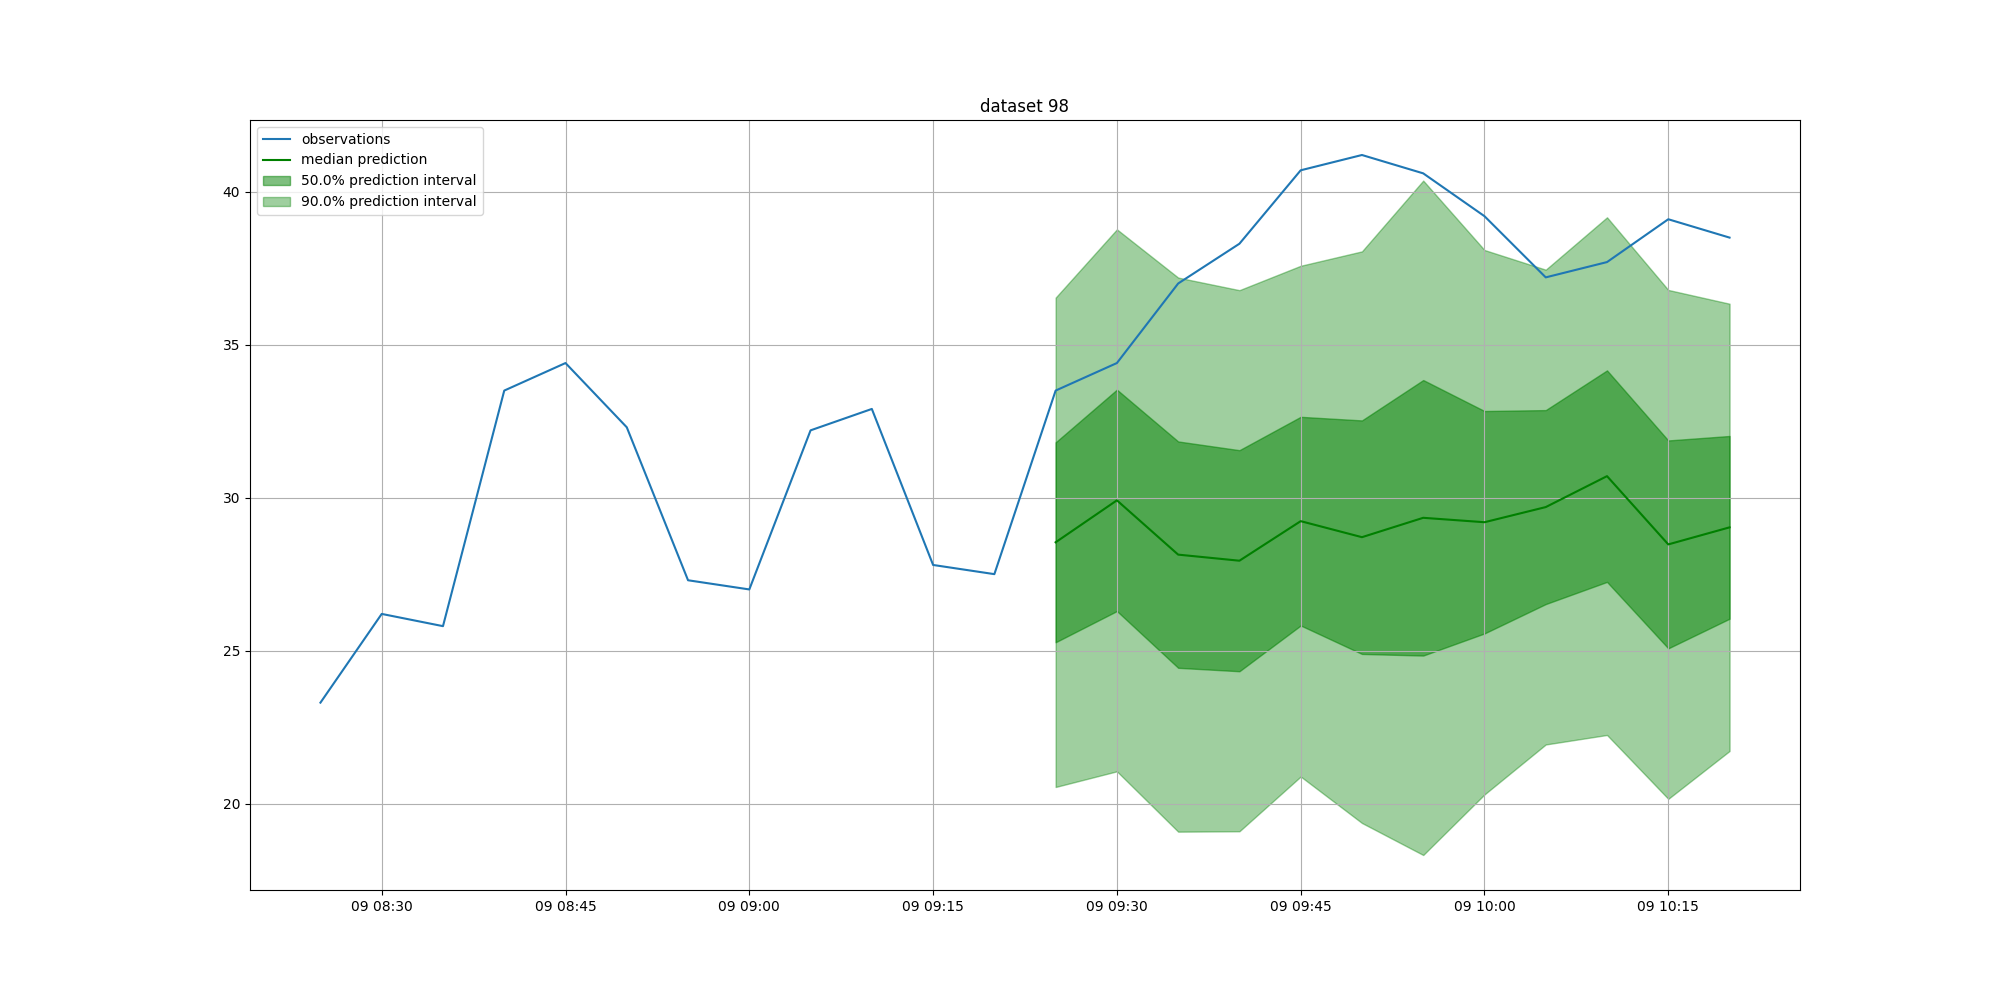 dataset 98
observations
median prediction
50.0% prediction interval
90.0% prediction interval
40
35
30
25
20
09 08:30 09 08:45 09 09:00 09 09:15 09 09:30 09 09:45 09 10:00 09 10:15